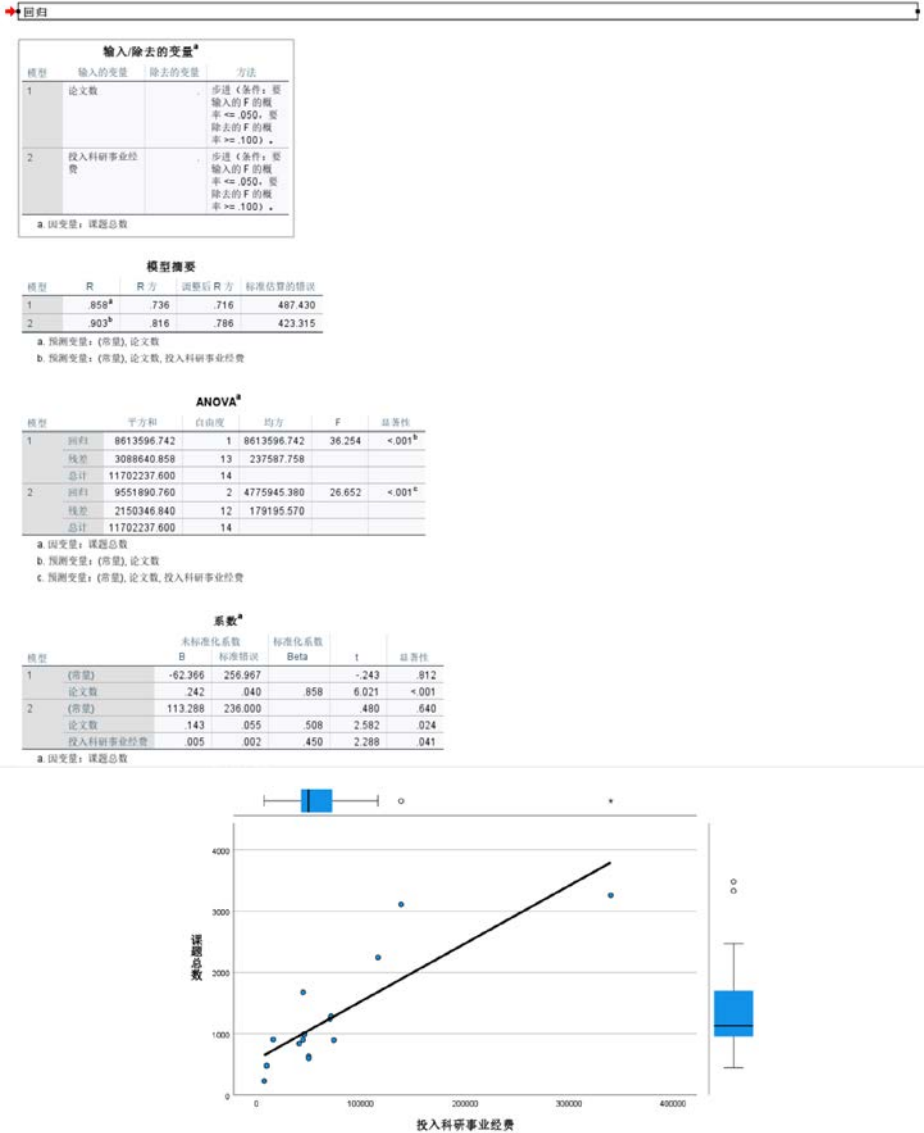 回归
输入/除去的变量a
模型 输入的变量 除去的变量 方法
1 论文数 . 步进（条件：要
输入的 F 的概
率 <= .050，要
除去的 F 的概
率 >= .100）。
2 投入科研事业经
费 . 步进（条件：要
输入的 F 的概
率 <= .050，要
除去的 F 的概
率 >= .100）。
a. 因变量：课题总数
模型摘要
模型 R R 方 调整后 R 方 标准估算的错误
1 .858a .736 .716 487.430
2 .903b .816 .786 423.315
a. 预测变量：(常量), 论文数
b. 预测变量：(常量), 论文数, 投入科研事业经费
ANOVAa
模型 平方和 自由度 均方 F 显著性
1 回归 8613596.742 1 8613596.742 36.254 <.001b
残差 3088640.858 13 237587.758
总计 11702237.600 14
2 回归 9551890.760 2 4775945.380 26.652 <.001c
残差 2150346.840 12 179195.570
总计 11702237.600 14
a. 因变量：课题总数
b. 预测变量：(常量), 论文数
c. 预测变量：(常量), 论文数, 投入科研事业经费
系数a
未标准化系数 标准化系数
模型 B 标准错误 Beta t 显著性
1 (常量) -62.366 256.967 -.243 .812
论文数 .242 .040 .858 6.021 <.001
2 (常量) 113.288 236.000 .480 .640
论文数 .143 .055 .508 2.582 .024
投入科研事业经费 .005 .002 .450 2.288 .041
a. 因变量：课题总数
4000
3000
2000
1000
0
课题总数
0 100000 200000 300000 400000
投入科研事业经费